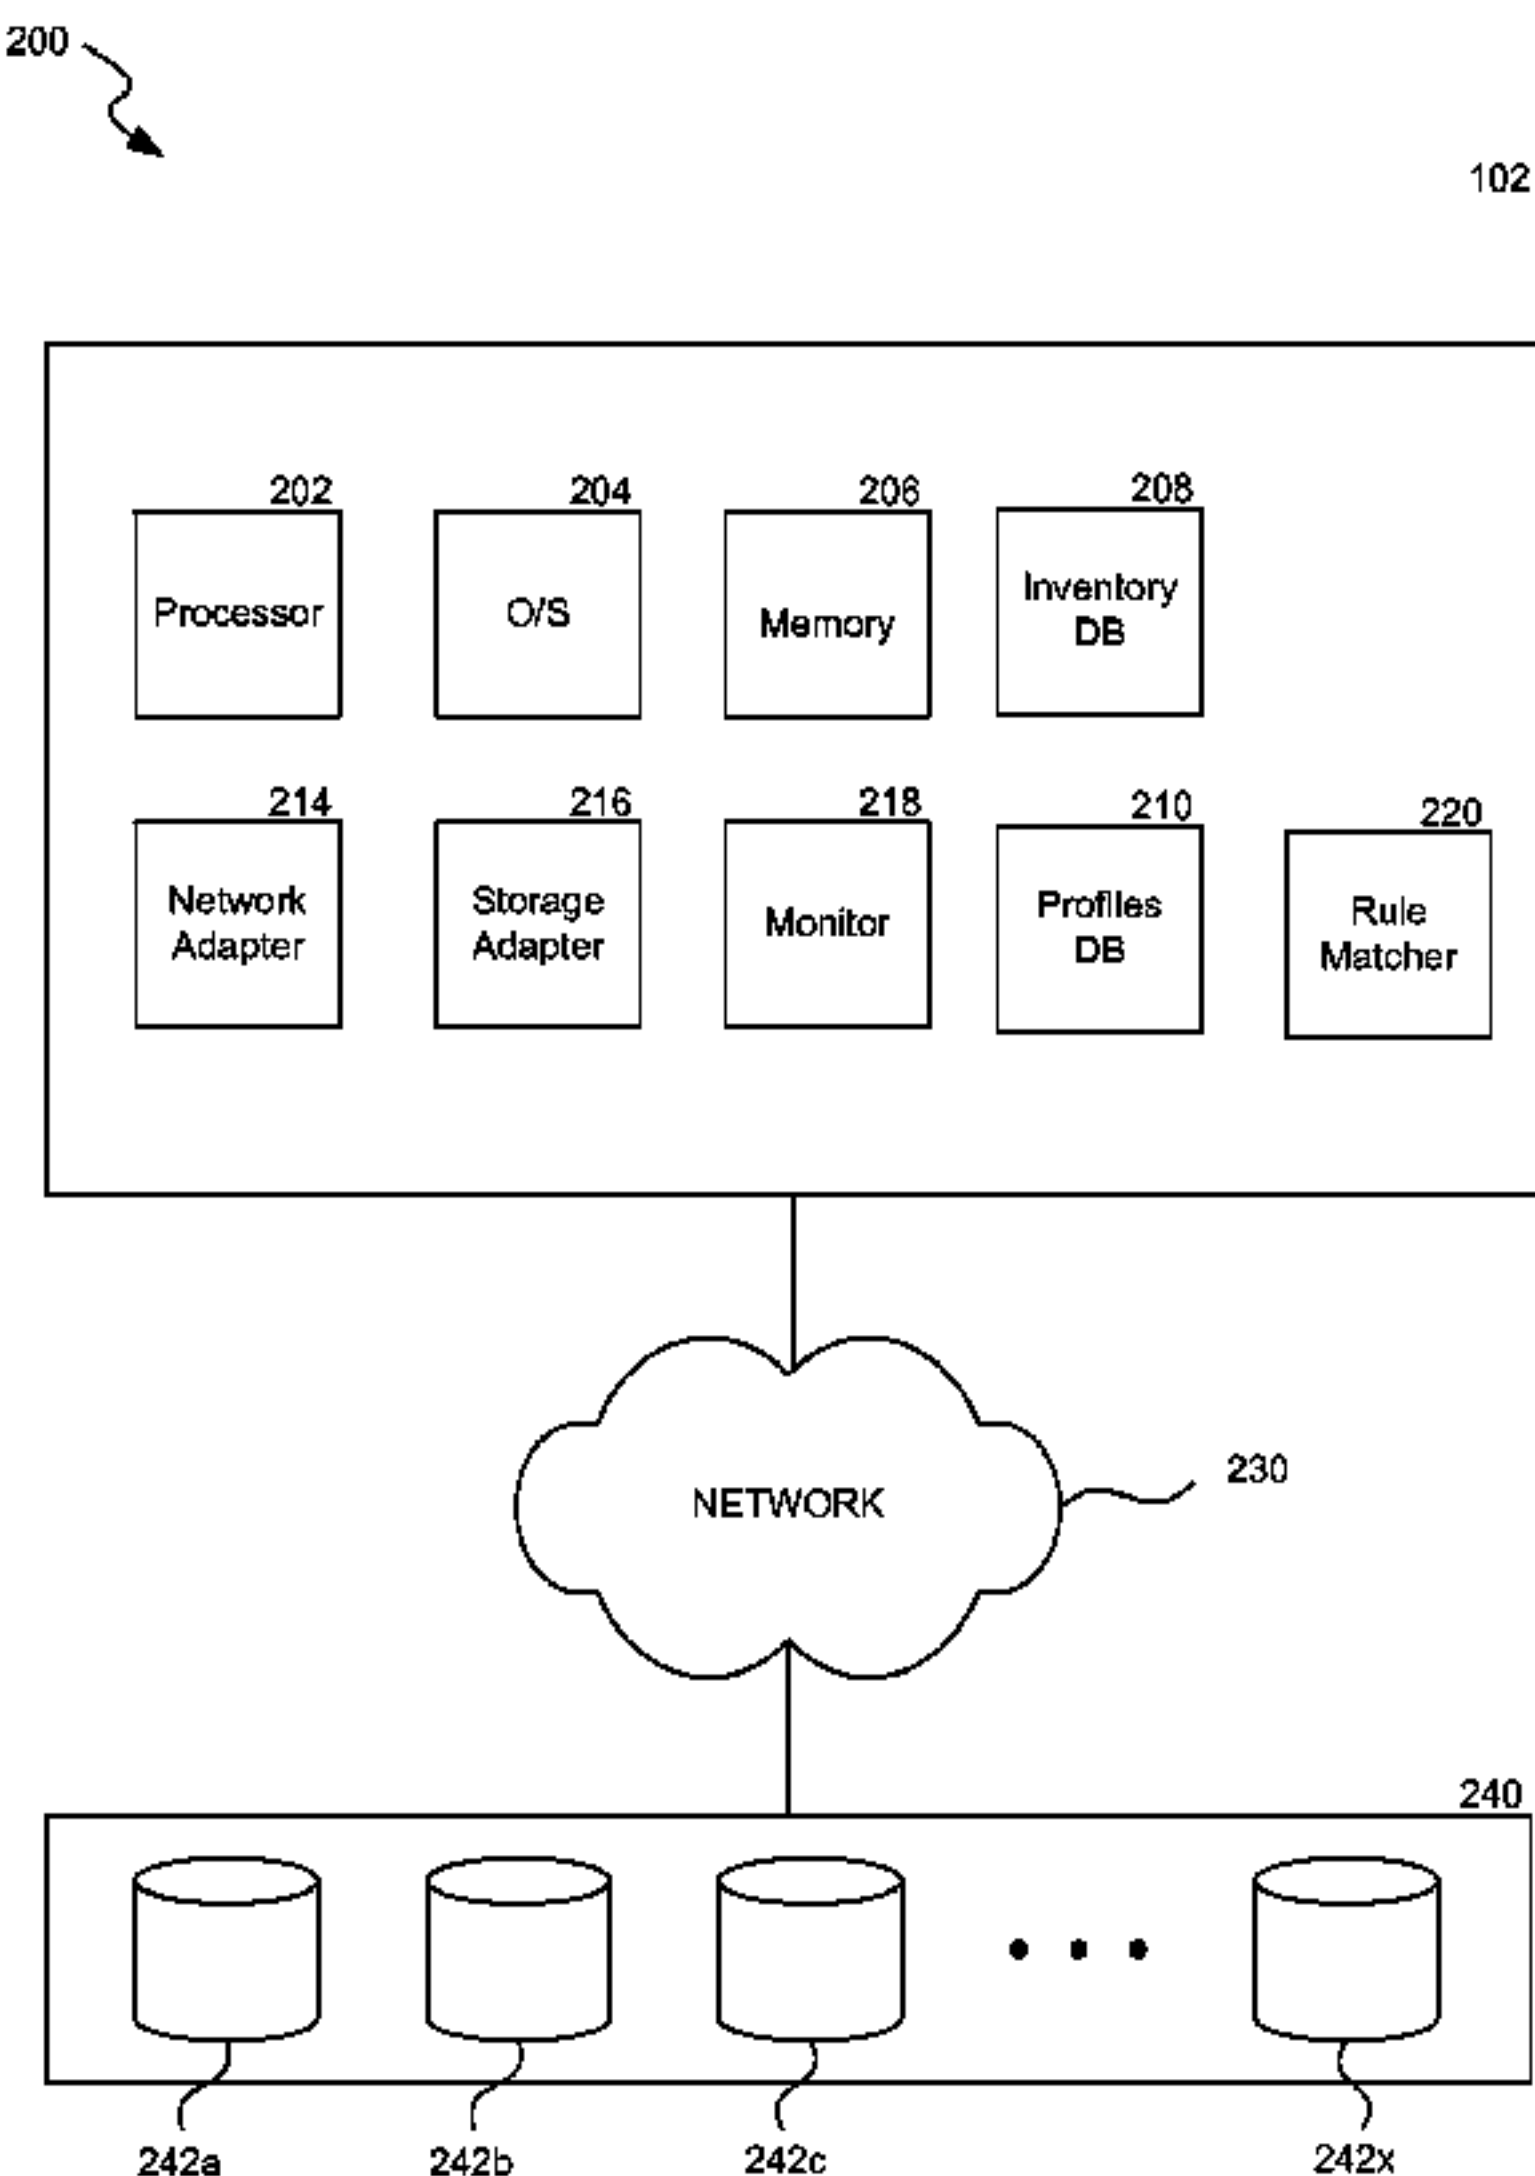 200
102
202
204
206
208
Processor
O/S
Memory
Inventory
DB
214
216
218
210
220
Network
Adapter
Storage
Adapter
Monitor
Profiles
DB
Rule
Matcher
NETWORK
230
240
242a
242b
242c
242x